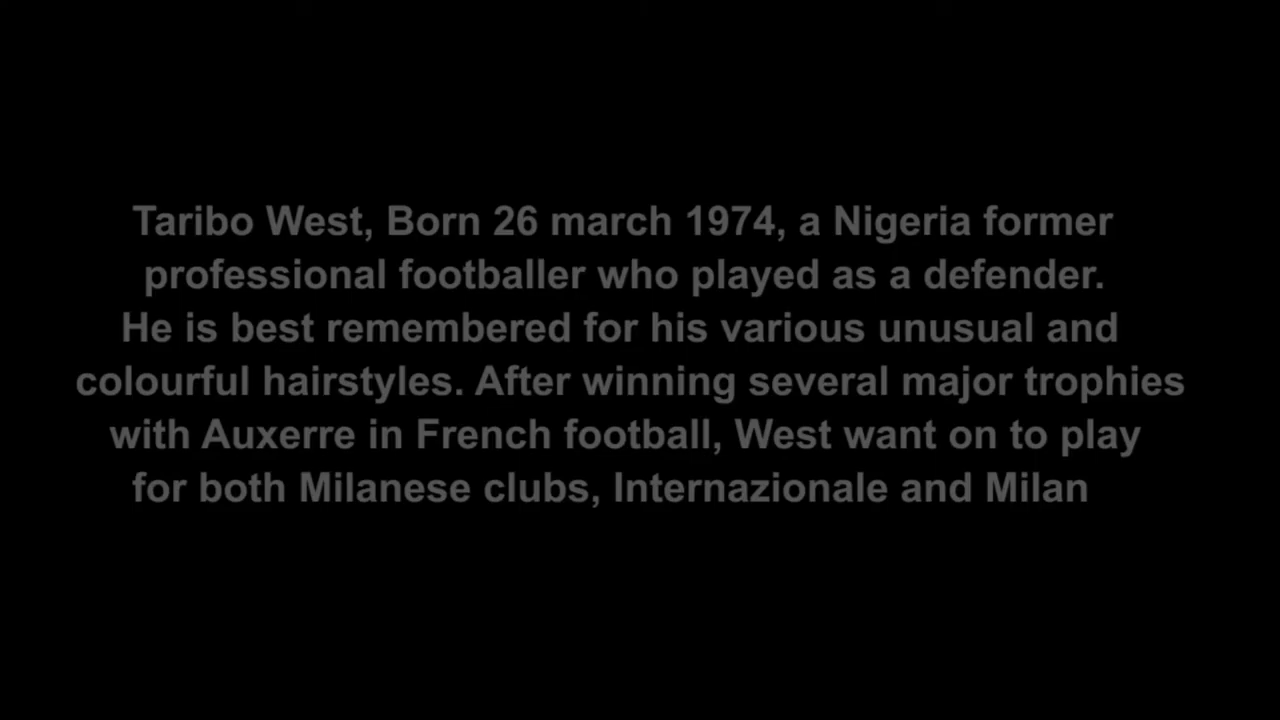 Taribo West, Born 26 march 1974, a Nigeria former
professional footballer who played as a defender.
He is best remembered for his various unusual and
colourful hairstyles. After winning several major trophies
with Auxerre in French football, West want on to play
for both Milanese clubs, Internazionale and Milan